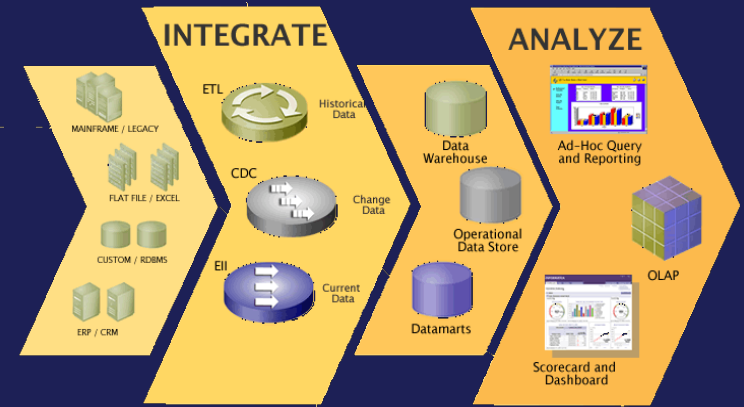 INTEGRATE
ANALYZE
MAINFRAME / LEGACY
FLAT FILE / EXCEL
CUSTOM / RDBMS
ERP / CRM
ETL
Historical
Data
CDC
Change
Data
EII
Current
Data
Data
Warehouse
Operational
Data Store
Datamarts
Ad-Hoc Query
and Reporting
OLAP
Scorecard and
Dashboard